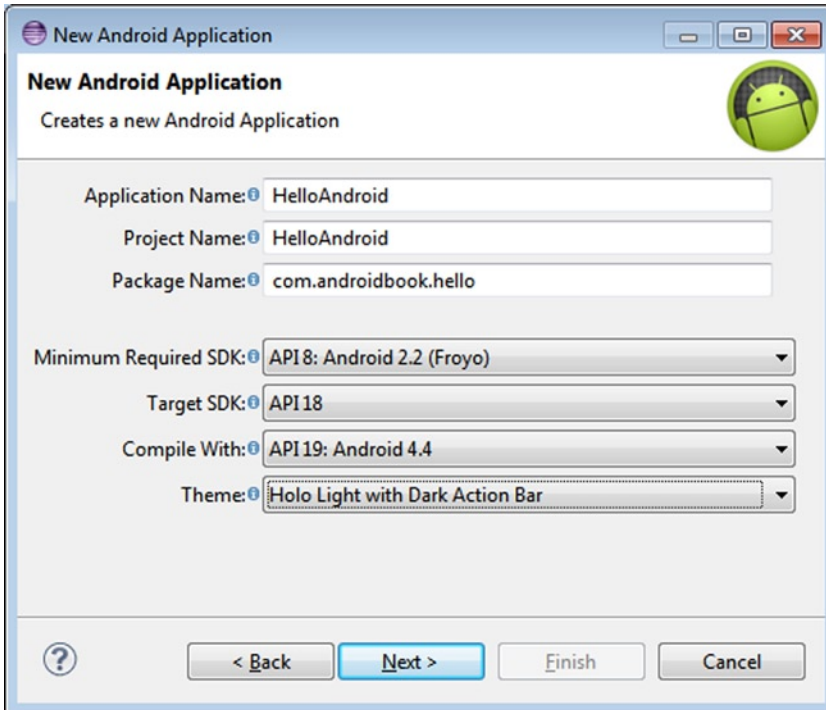 New Android Application
New Android Application
Creates a new Android Application
Application Name: HelloAndroid
Project Name: HelloAndroid
Package Name: com.androidbook.hello
Minimum Required SDK: API 8: Android 2.2 (Froyo)
Target SDK: API 18
Compile With: API 19: Android 4.4
Theme: Holo Light with Dark Action Bar
? < Back Next > Finish Cancel